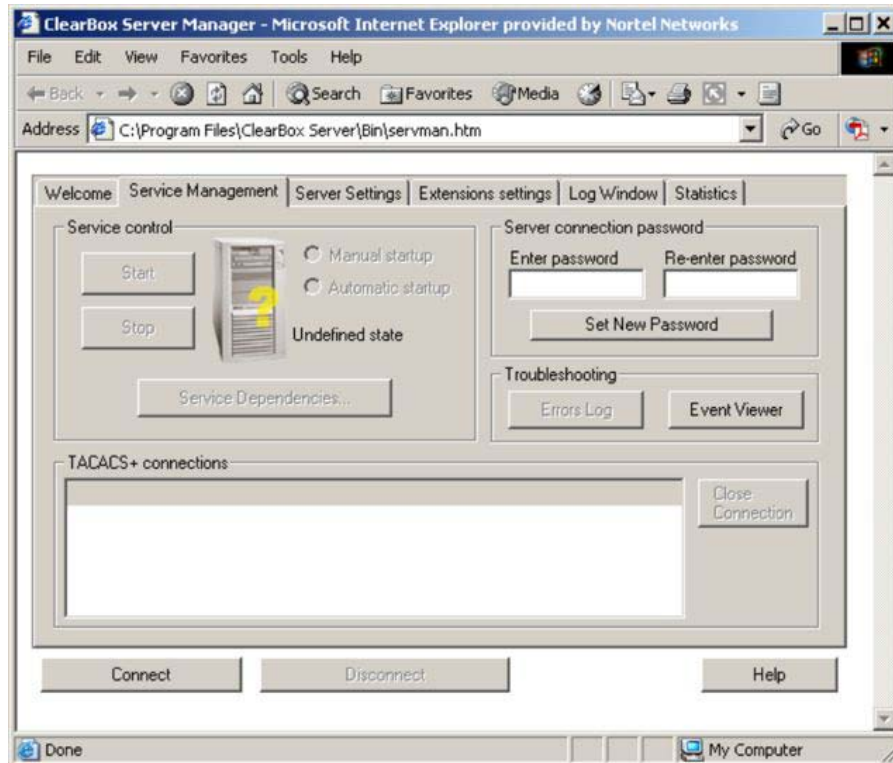 ClearBox Server Manager - Microsoft Internet Explorer provided by Nortel Networks
File Edit View Favorites Tools Help
Back Search Favorites Media
Address C:\Program Files\ClearBox Server\Bin\servman.htm Go
Welcome Service Management Server Settings Extensions settings Log Window Statistics
Service control
Start
Stop
Manual startup
Automatic startup
?
Undefined state
Service Dependencies...
Server connection password
Enter password Re-enter password
Set New Password
Troubleshooting
Errors Log Event Viewer
TACACS+ connections
Close
Connection
Connect Disconnect Help
Done My Computer